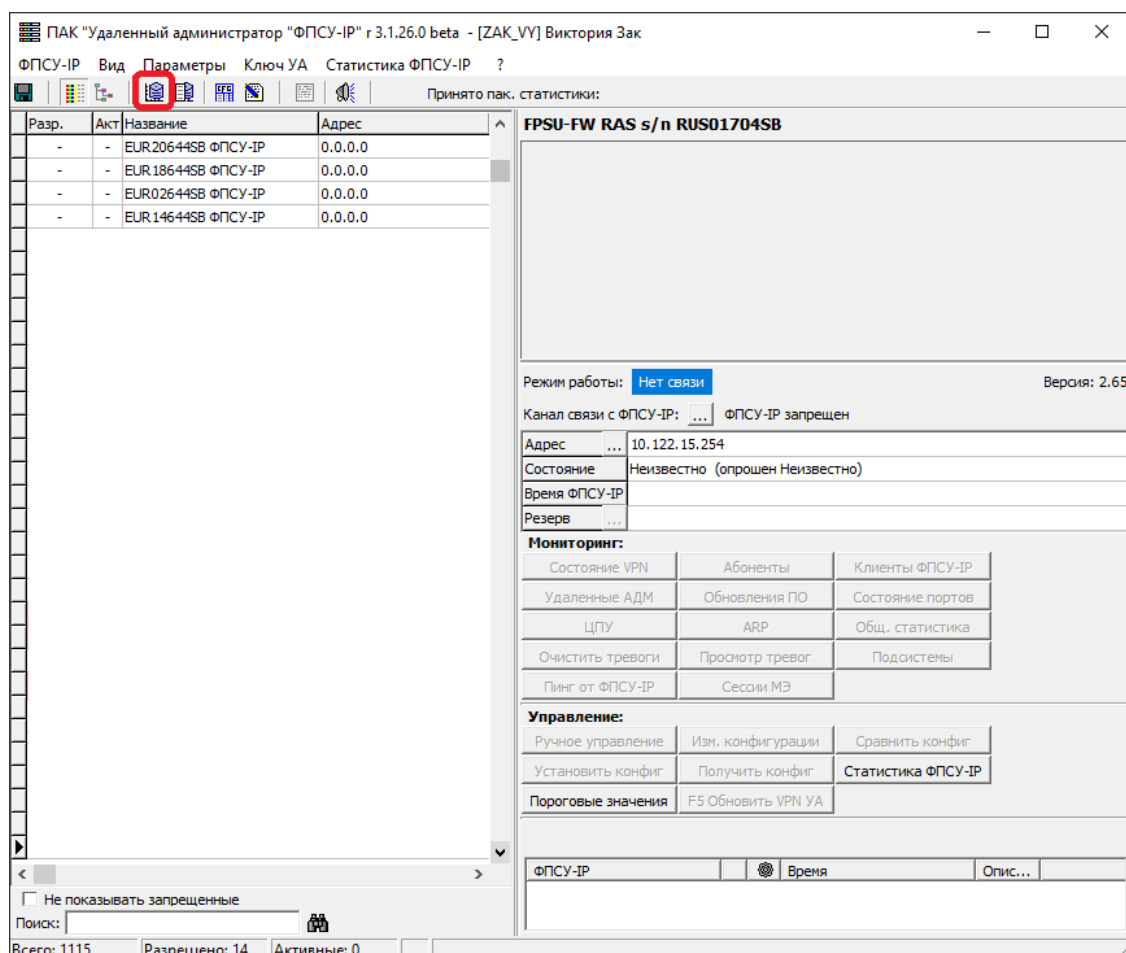 ПАК "Удаленный администратор "ФПСУ-IP" r 3.1.26.0 beta - [ZAK_VY] Виктория Зак
ФПСУ-IP Вид Параметры Ключ УА Статистика ФПСУ-IP ?
Принято пак. статистики:
Разр. Акт Название Адрес
- - EUR20644SB ФПСУ-IP 0.0.0.0
- - EUR18644SB ФПСУ-IP 0.0.0.0
- - EUR02644SB ФПСУ-IP 0.0.0.0
- - EUR14644SB ФПСУ-IP 0.0.0.0
Не показывать запрещенные
Поиск:
Всего: 1115 Разрешено: 14 Активные: 0
FPSU-FW RAS s/n RUS01704SB
Режим работы: Нет связи Версия: 2.65
Канал связи с ФПСУ-IP: ... ФПСУ-IP запрещен
Адрес ... 10.122.15.254
Состояние Неизвестно (опрошен Неизвестно)
Время ФПСУ-IP
Резерв ...
Мониторинг:
Состояние VPN Абоненты Клиенты ФПСУ-IP
Удаленные АДМ Обновления ПО Состояние портов
ЦПУ ARP Общ. статистика
Очистить тревоги Просмотр тревог Подсистемы
Пинг от ФПСУ-IP Сессии МЭ
Управление:
Ручное управление Изм. конфигурации Сравнить конфиг
Установить конфиг Получить конфиг Статистика ФПСУ-IP
Пороговые значения F5 Обновить VPN УА
ФПСУ-IP Время Опис...